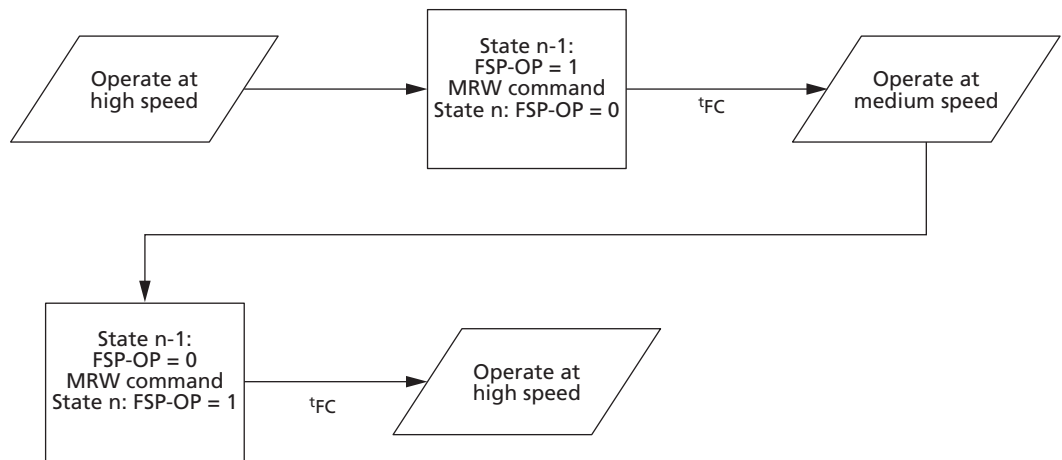 Operate at
high speed
State n-1:
FSP-OP = 1
MRW command
State n: FSP-OP = 0
tFC
Operate at
medium speed
State n-1:
FSP-OP = 0
MRW command
State n: FSP-OP = 1
tFC
Operate at
high speed